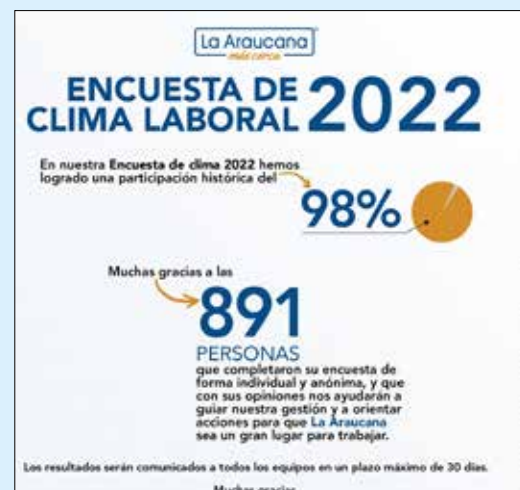 La Araucana
más cerca
ENCUESTA DE
CLIMA LABORAL 2022
En nuestra Encuesta de clima 2022 hemos
logrado una participación histórica del
98%
Muchas gracias a las
891
PERSONAS
que completaron su encuesta de
forma individual y anónima, y que
con sus opiniones nos ayudarán a
guiar nuestra gestión y a orientar
acciones para que La Araucana
sea un gran lugar para trabajar.
Los resultados serán comunicados a todos los equipos en un plazo máximo de 30 días.
Muchas gracias